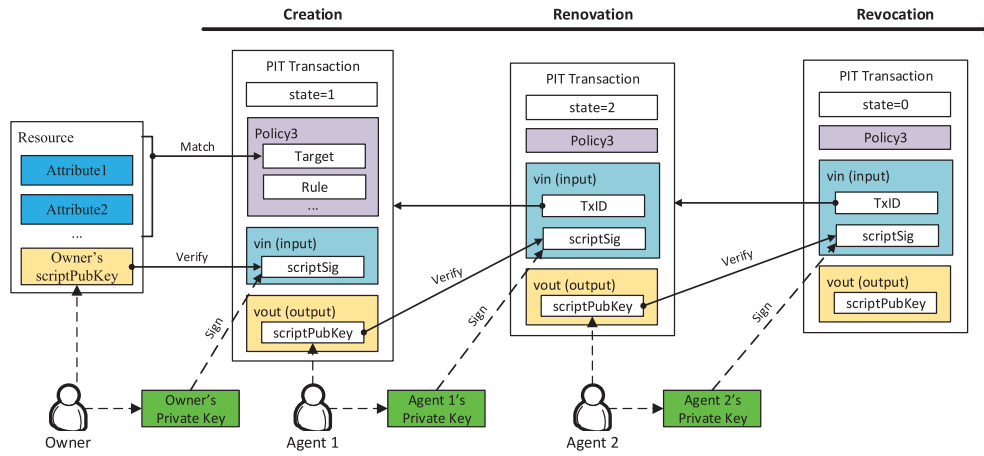 Creation
Renovation
Revocation
Resource
Attribute1
Attribute2
...
Owner's
scriptPubKey
Match
Verify
PIT Transaction
state=1
Policy3
Target
Rule
...
vin (input)
scriptSig
vout (output)
scriptPubKey
Sign
Verify
PIT Transaction
state=2
Policy3
vin (input)
TxID
scriptSig
vout (output)
scriptPubKey
Sign
Verify
PIT Transaction
state=0
Policy3
vin (input)
TxID
scriptSig
vout (output)
scriptPubKey
Sign
Owner
Owner's
Private Key
Agent 1
Agent 1's
Private Key
Agent 2
Agent 2's
Private Key